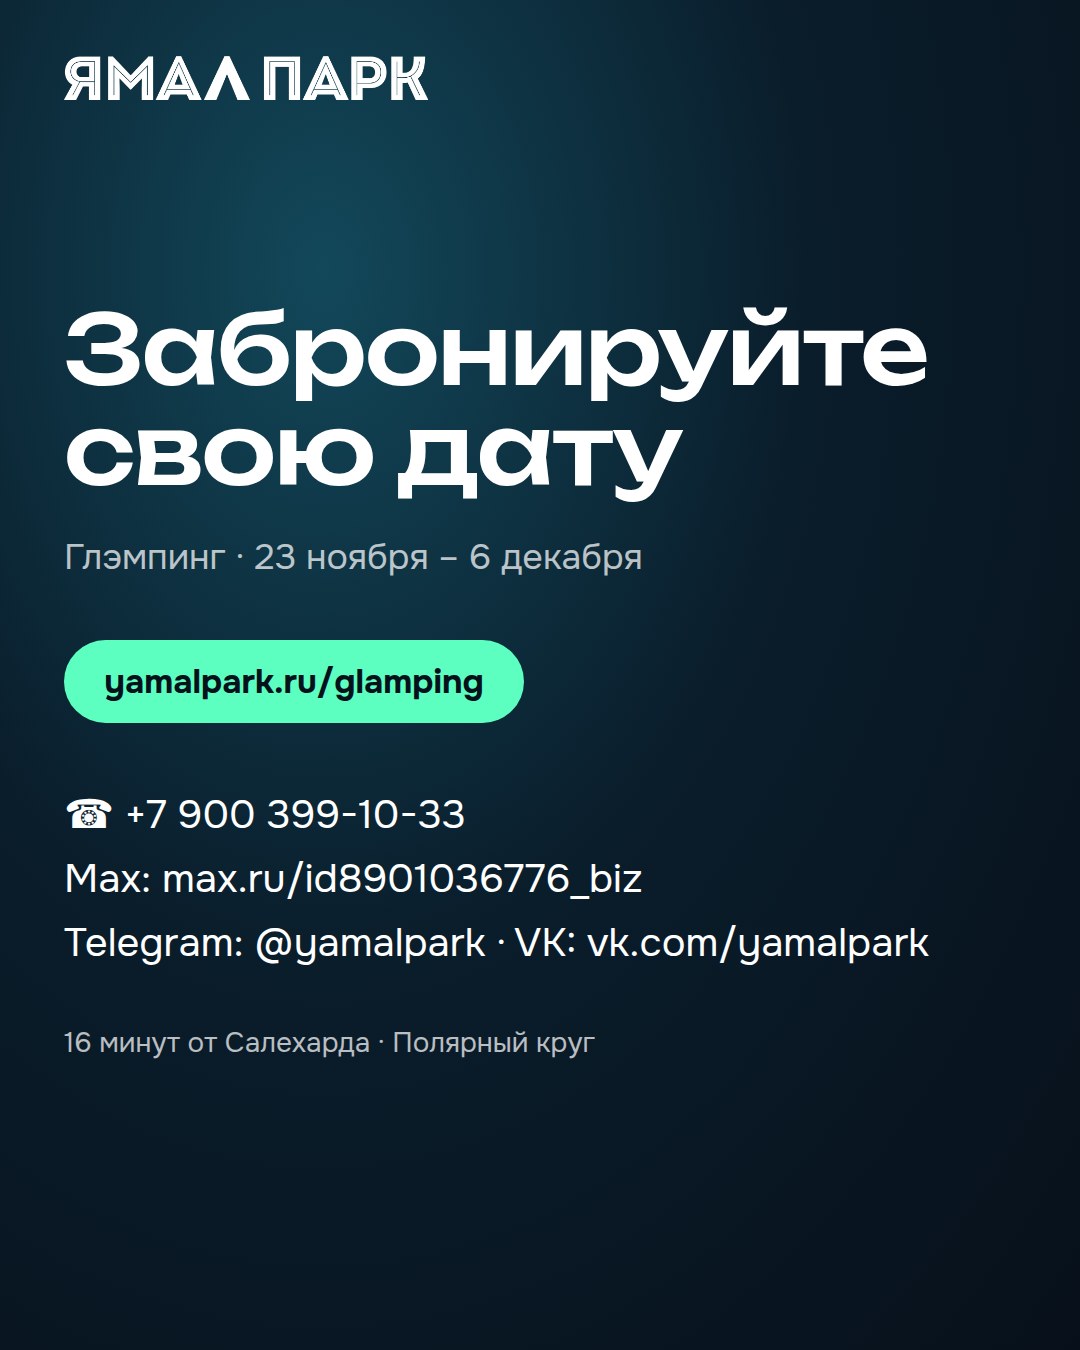 ЯМАЛ ПАРК
Забронируйте
свою дату
Глэмпинг · 23 ноября – 6 декабря
yamalpark.ru/glamping
☎ +7 900 399-10-33
Max: max.ru/id8901036776_biz
Telegram: @yamalpark · VK: vk.com/yamalpark
16 минут от Салехарда · Полярный круг